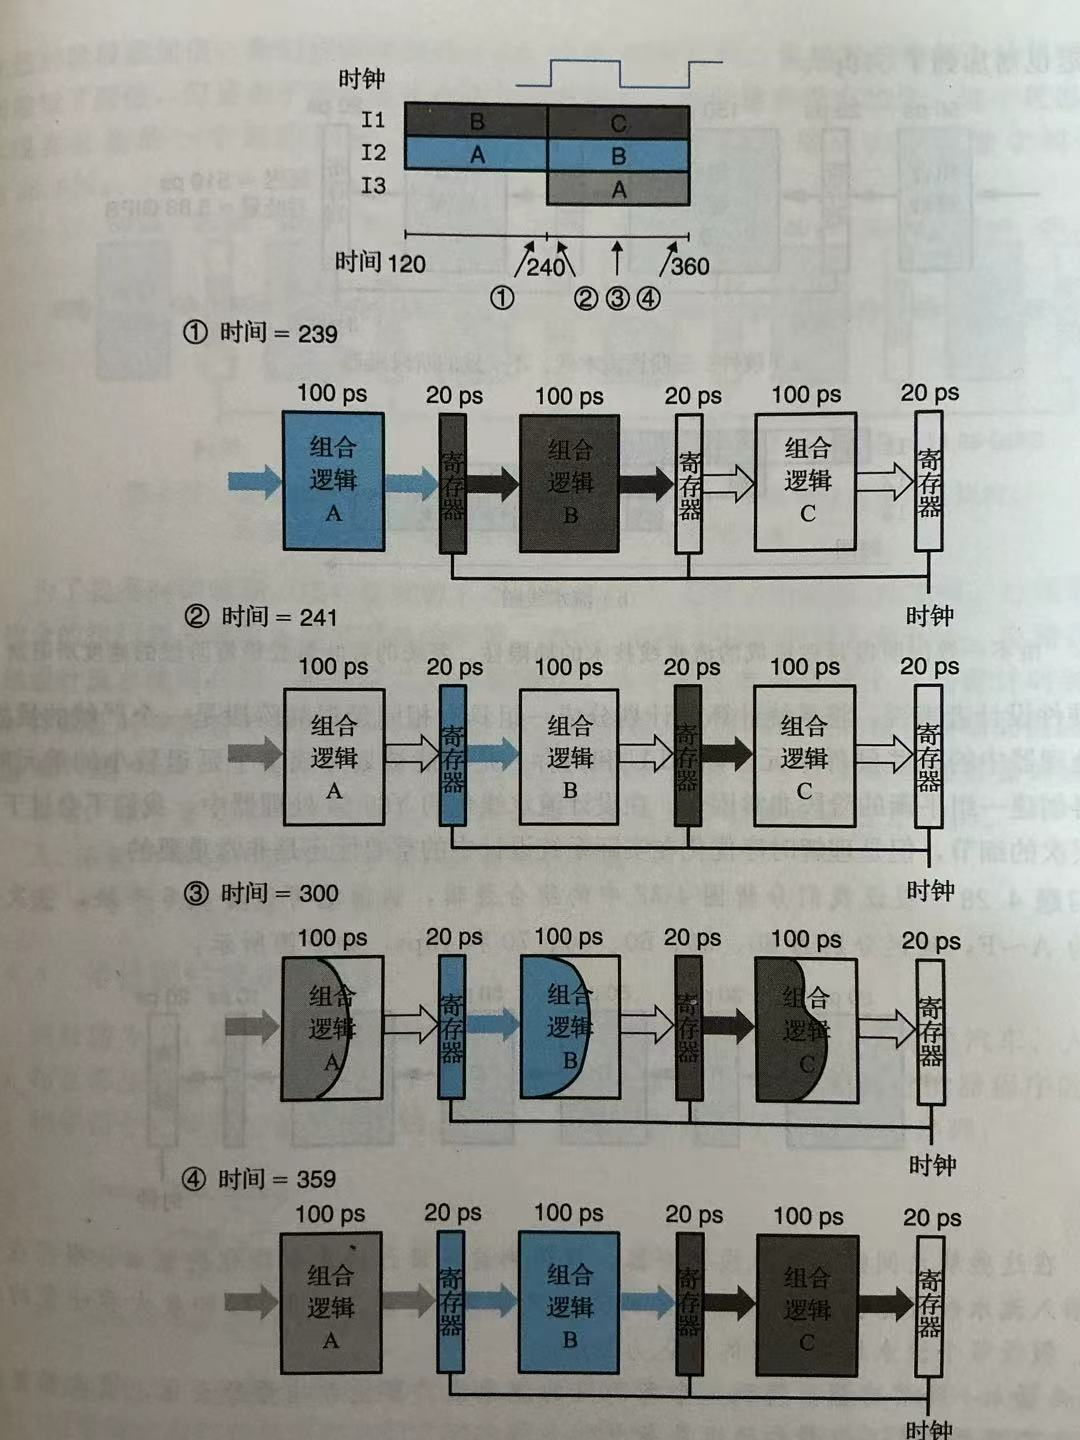 时钟
I1 B C
I2 A B
I3 A
时间 120 240 360
① ② ③ ④
① 时间 = 239
100 ps 20 ps 100 ps 20 ps 100 ps 20 ps
组合逻辑 A 寄存器 组合逻辑 B 寄存器 组合逻辑 C 寄存器
时钟
② 时间 = 241
100 ps 20 ps 100 ps 20 ps 100 ps 20 ps
组合逻辑 A 寄存器 组合逻辑 B 寄存器 组合逻辑 C 寄存器
时钟
③ 时间 = 300
100 ps 20 ps 100 ps 20 ps 100 ps 20 ps
组合逻辑 A 寄存器 组合逻辑 B 寄存器 组合逻辑 C 寄存器
时钟
④ 时间 = 359
100 ps 20 ps 100 ps 20 ps 100 ps 20 ps
组合逻辑 A 寄存器 组合逻辑 B 寄存器 组合逻辑 C 寄存器
时钟